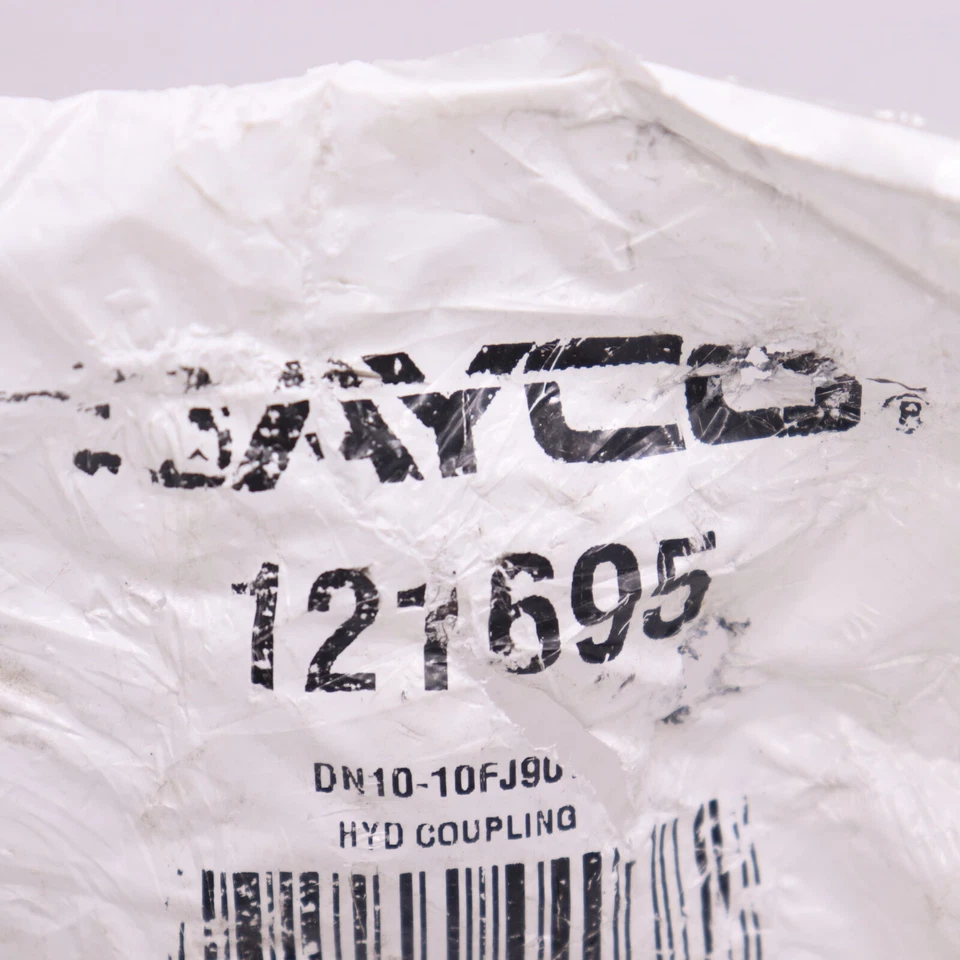 DAYCO ®
121695
DN10-10FJ90
HYD COUPLING